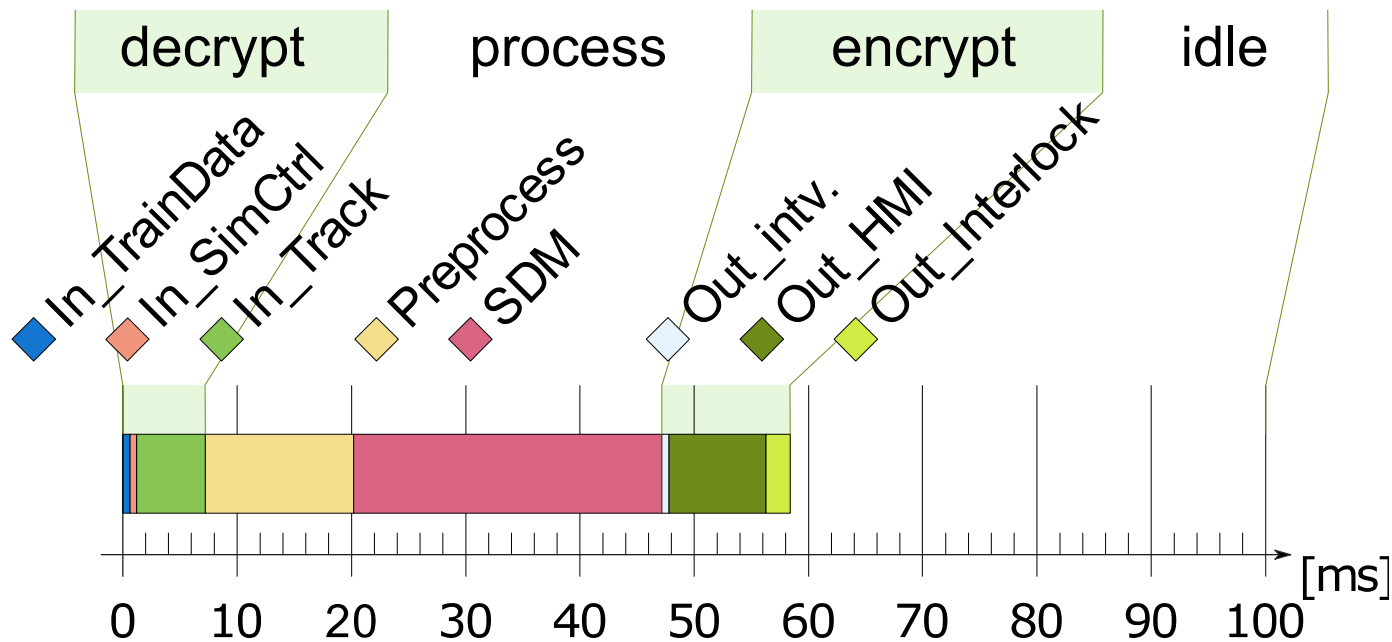 decrypt process encrypt idle
In_TrainData
In_SimCtrl
In_Track
Preprocess
SDM
Out_intv.
Out_HMI
Out_Interlock
[ms]
0 10 20 30 40 50 60 70 80 90 100